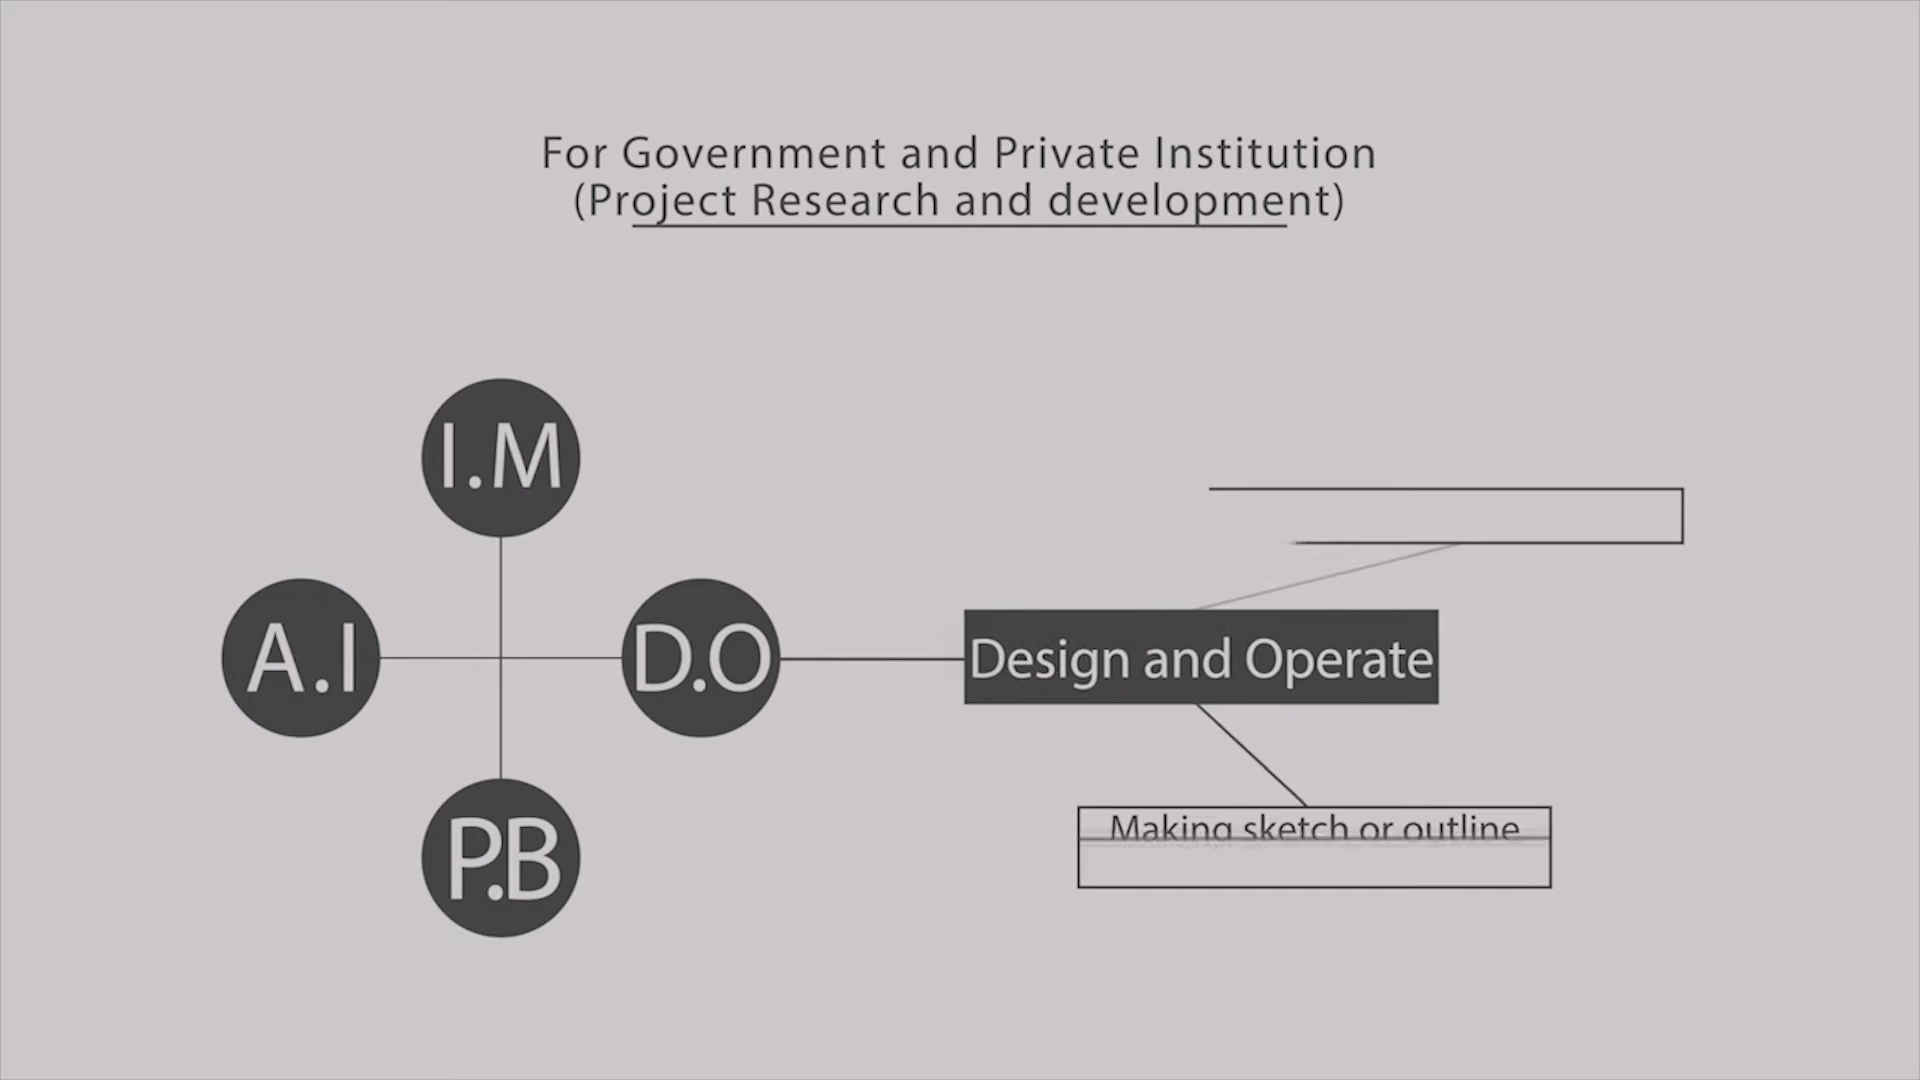 For Government and Private Institution
(Project Research and development)
I.M
A.I
D.O
Design and Operate
Making sketch or outline
P.B